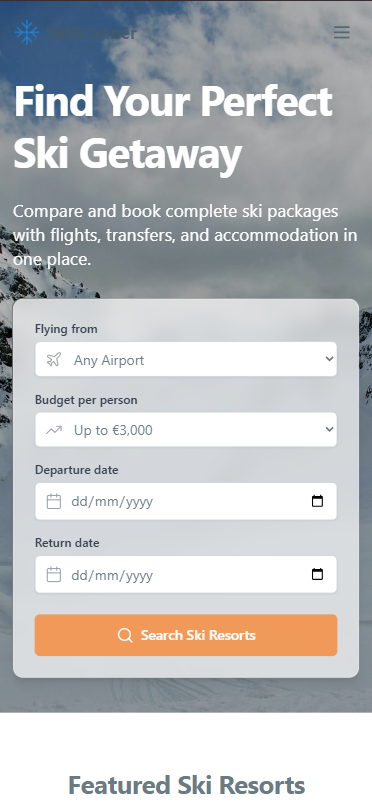 Find Your Perfect
Ski Getaway
Compare and book complete ski packages
with flights, transfers, and accommodation in
one place.
Flying from
Any Airport
Budget per person
Up to €3,000
Departure date
dd/mm/yyyy
Return date
dd/mm/yyyy
Search Ski Resorts
Featured Ski Resorts